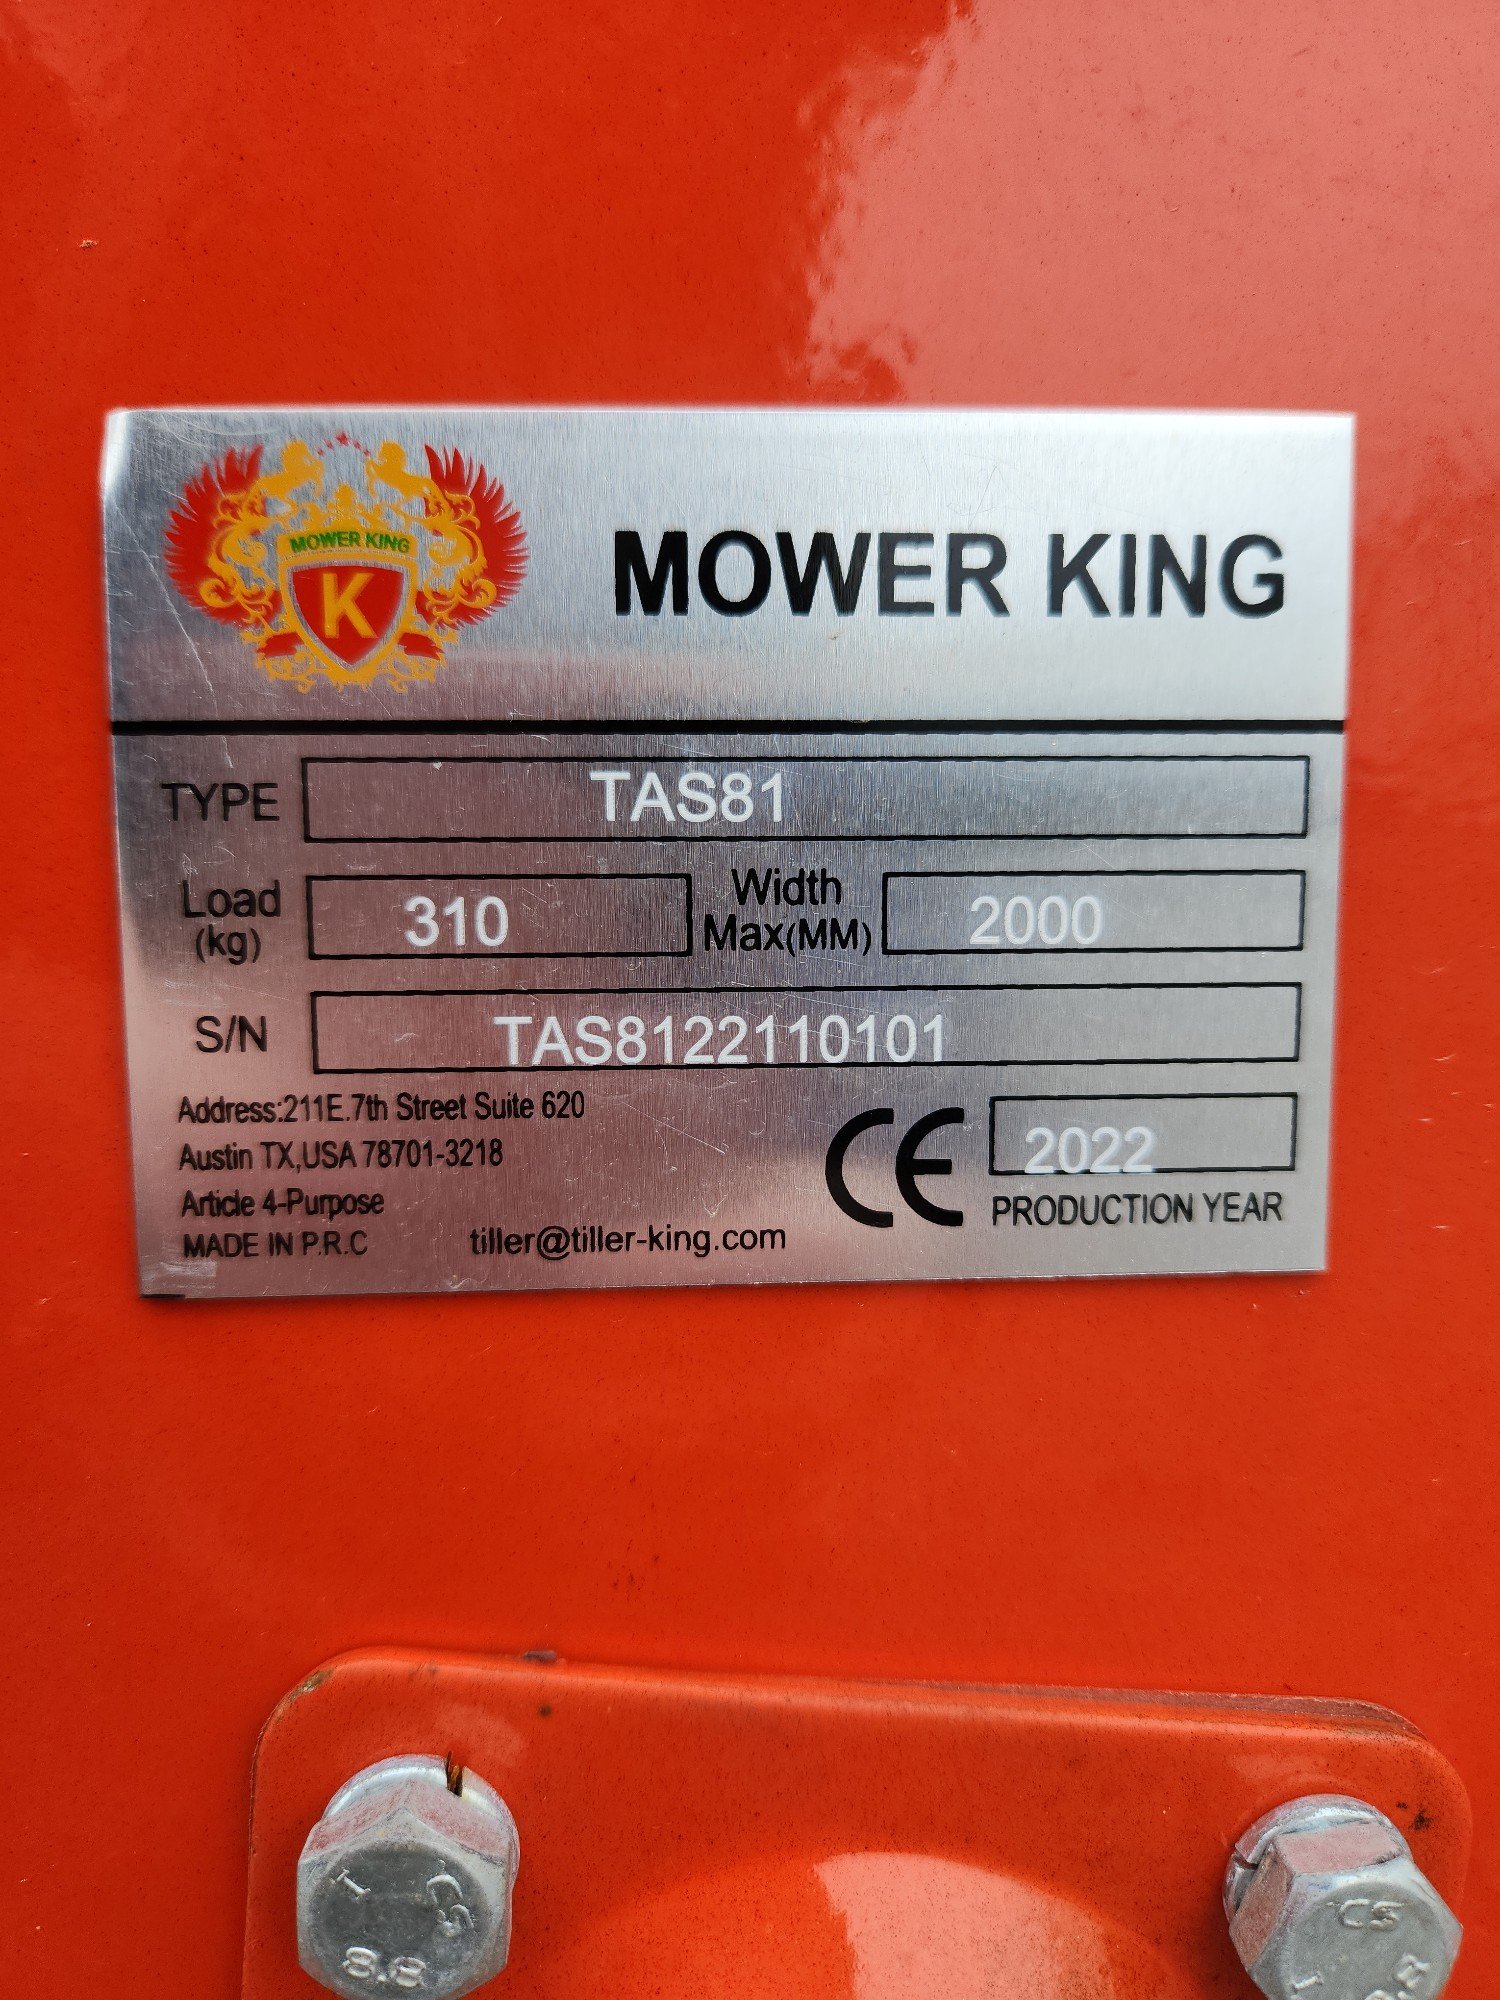 MOWER KING
K
MOWER KING
TYPE TAS81
Load (kg) 310 Width Max(MM) 2000
S/N TAS8122110101
Address:211E.7th Street Suite 620
Austin TX,USA 78701-3218
Article 4-Purpose
MADE IN P.R.C tiller@tiller-king.com
CE 2022
PRODUCTION YEAR
I CS
8.8
CS
I